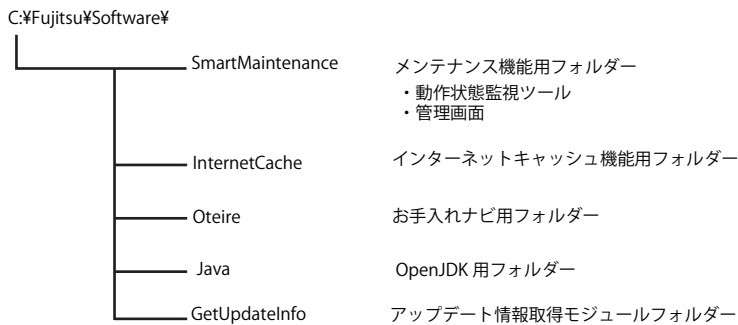 C:¥Fujitsu¥Software¥
SmartMaintenance メンテナンス機能用フォルダー
・動作状態監視ツール
・管理画面
InternetCache インターネットキャッシュ機能用フォルダー
Oteire お手入れナビ用フォルダー
Java OpenJDK 用フォルダー
GetUpdateInfo アップデート情報取得モジュールフォルダー